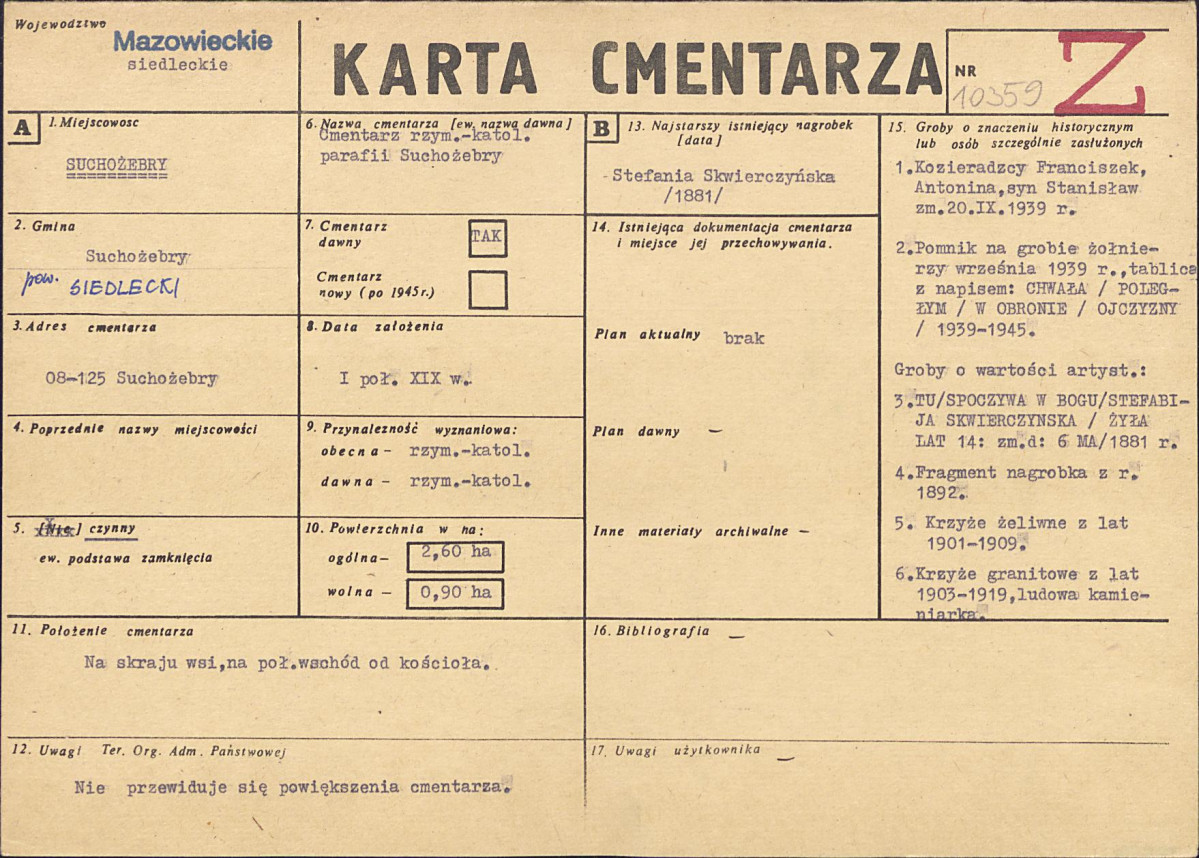 Województwo
Mazowieckie
siedleckie
KARTA CMENTARZA
NR
10359
Z
A
1. Miejscowosc
SUCHOŻEBRY
2. Gmina
Suchożebry
pow. SIEDLECKI
3. Adres cmentarza
08-125 Suchożebry
4. Poprzednie nazwy miejscowości
5. [Nie] czynny
ew. podstawa zamknięcia
6. Nazwa cmentarza [ew. nazwa dawna]
Cmentarz rzym.-katol.
parafii Suchożebry
7. Cmentarz
dawny
TAK
Cmentarz
nowy (po 1945r.)
8. Data założenia
I poł. XIX w.
9. Przynależność wyznaniowa:
obecna - rzym.-katol.
dawna - rzym.-katol.
10. Powierzchnia w ha:
ogólna- 2,60 ha
wolna - 0,90 ha
B
13. Najstarszy istniejący nagrobek
[data]
Stefania Skwierczyńska
/1881/
14. Istniejąca dokumentacja cmentarza
i miejsce jej przechowywania.
Plan aktualny brak
Plan dawny -
Inne materiały archiwalne -
15. Groby o znaczeniu historycznym
lub osób szczególnie zasłużonych
1.Kozieradzcy Franciszek,
Antonina,syn Stanisław
zm.20.IX.1939 r.
2.Pomnik na grobie żołnie-
rzy września 1939 r.,tablica
z napisem: CHWAŁA / POLEG-
ŁYM / W OBRONIE / OJCZYZNY
/ 1939-1945.
Groby o wartości artyst.:
3.TU/SPOCZYWA W BOGU/STEFABI-
JA SKWIERCZYNSKA / ŻYŁA
LAT 14: zm.d: 6 MA/1881 r.
4.Fragment nagrobka z r.
1892.
5. Krzyże żeliwne z lat
1901-1909.
6.Krzyże granitowe z lat
1903-1919,ludowa kamie-
niarka.
11. Położenie cmentarza
Na skraju wsi,na poł.wschód od kościoła.
12. Uwagi Ter. Org. Adm. Państwowej
Nie przewiduje się powiększenia cmentarza.
16. Bibliografia -
17. Uwagi użytkownika -